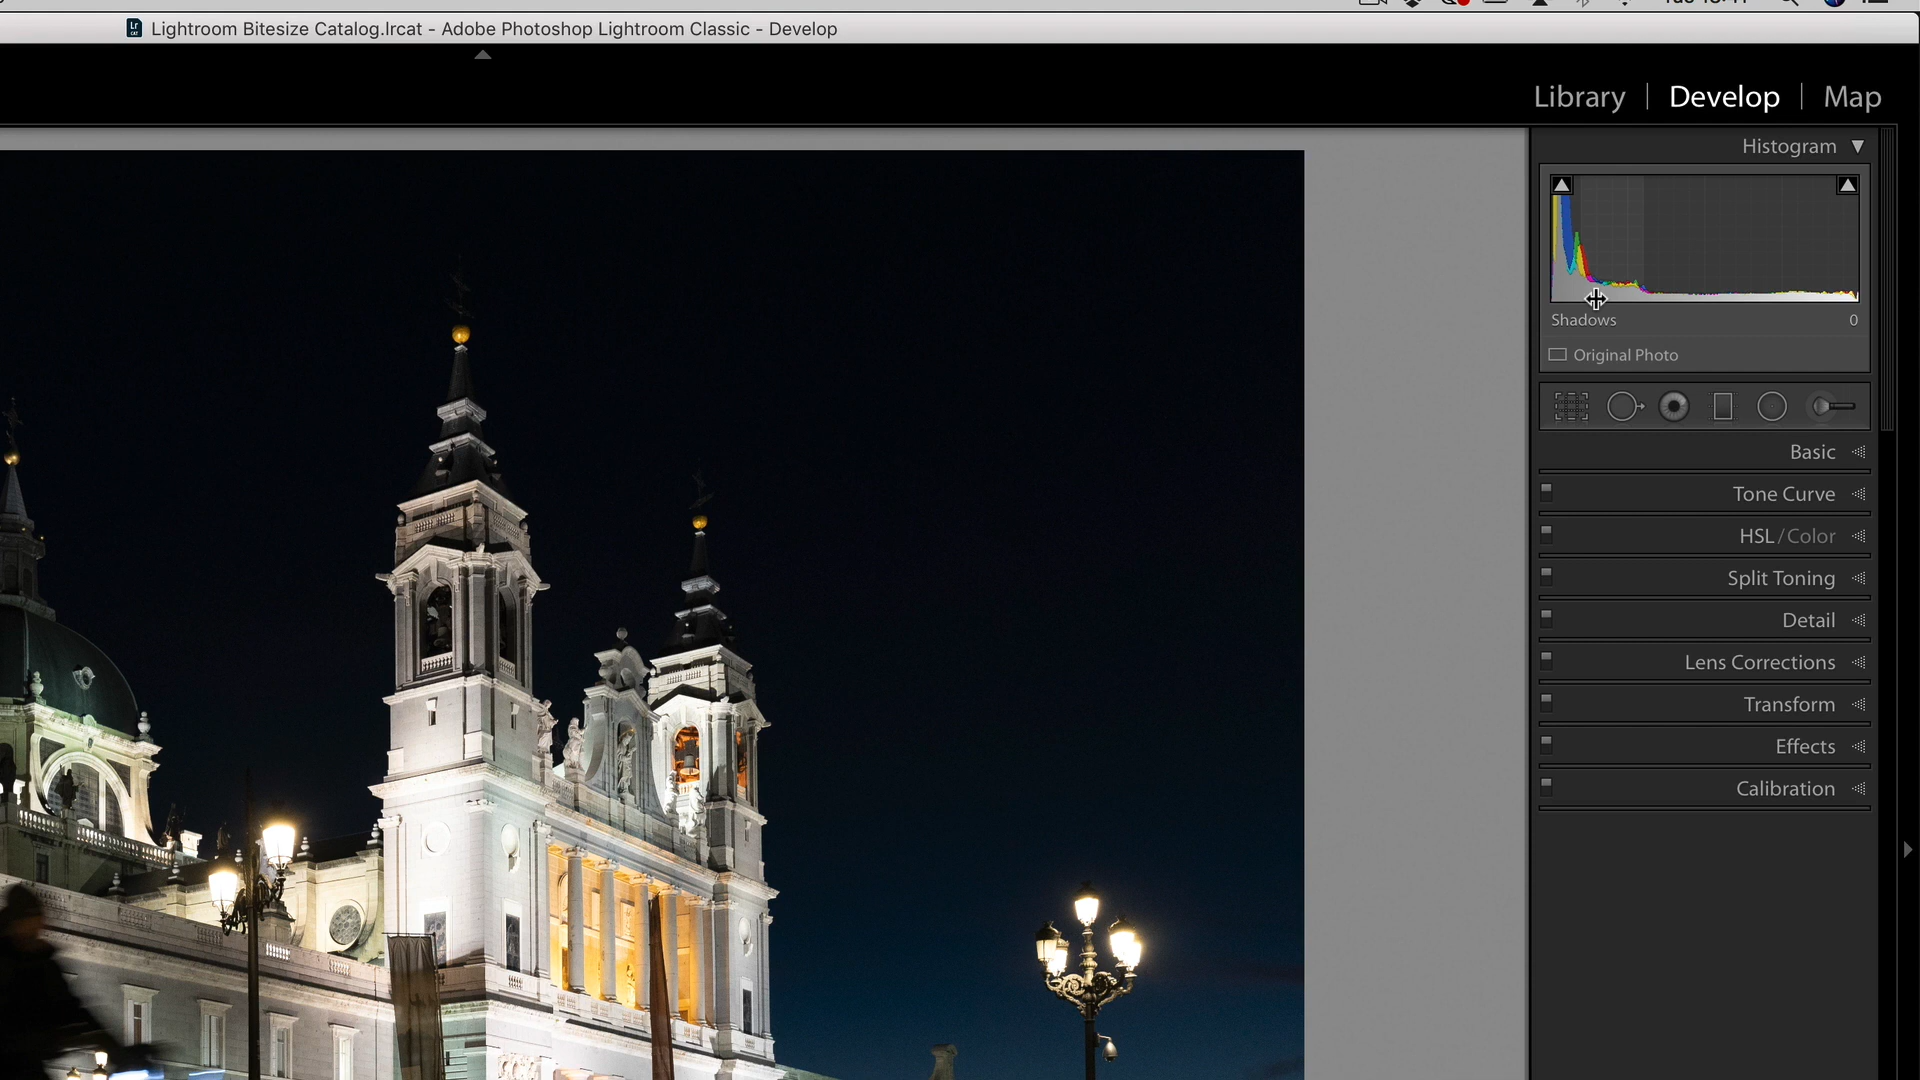 Lightroom Bitesize Catalog.lrcat - Adobe Photoshop Lightroom Classic - Develop
Library | Develop | Map
Histogram
Shadows 0
Original Photo
Basic
Tone Curve
HSL / Color
Split Toning
Detail
Lens Corrections
Transform
Effects
Calibration